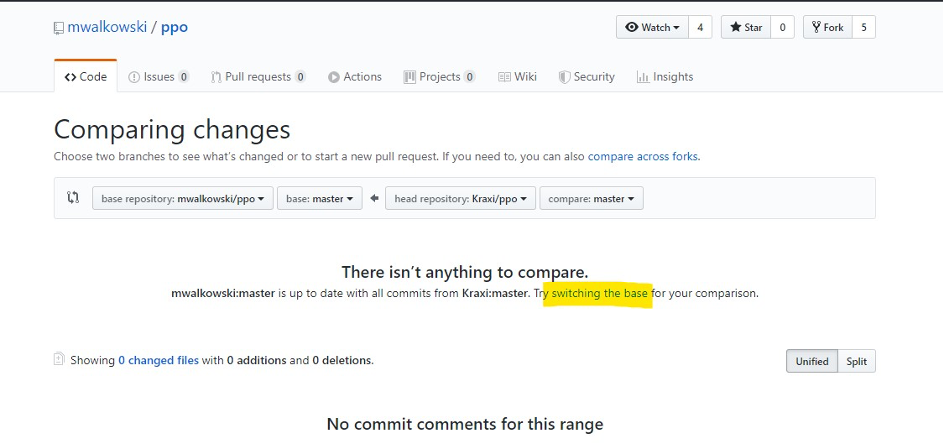 mwalkowski / ppo
Watch 4 Star 0 Fork 5
Code Issues 0 Pull requests 0 Actions Projects 0 Wiki Security Insights
Comparing changes
Choose two branches to see what's changed or to start a new pull request. If you need to, you can also compare across forks.
base repository: mwalkowski/ppo base: master head repository: Kraxi/ppo compare: master
There isn't anything to compare.
mwalkowski:master is up to date with all commits from Kraxi:master. Try switching the base for your comparison.
Showing 0 changed files with 0 additions and 0 deletions.
Unified Split
No commit comments for this range